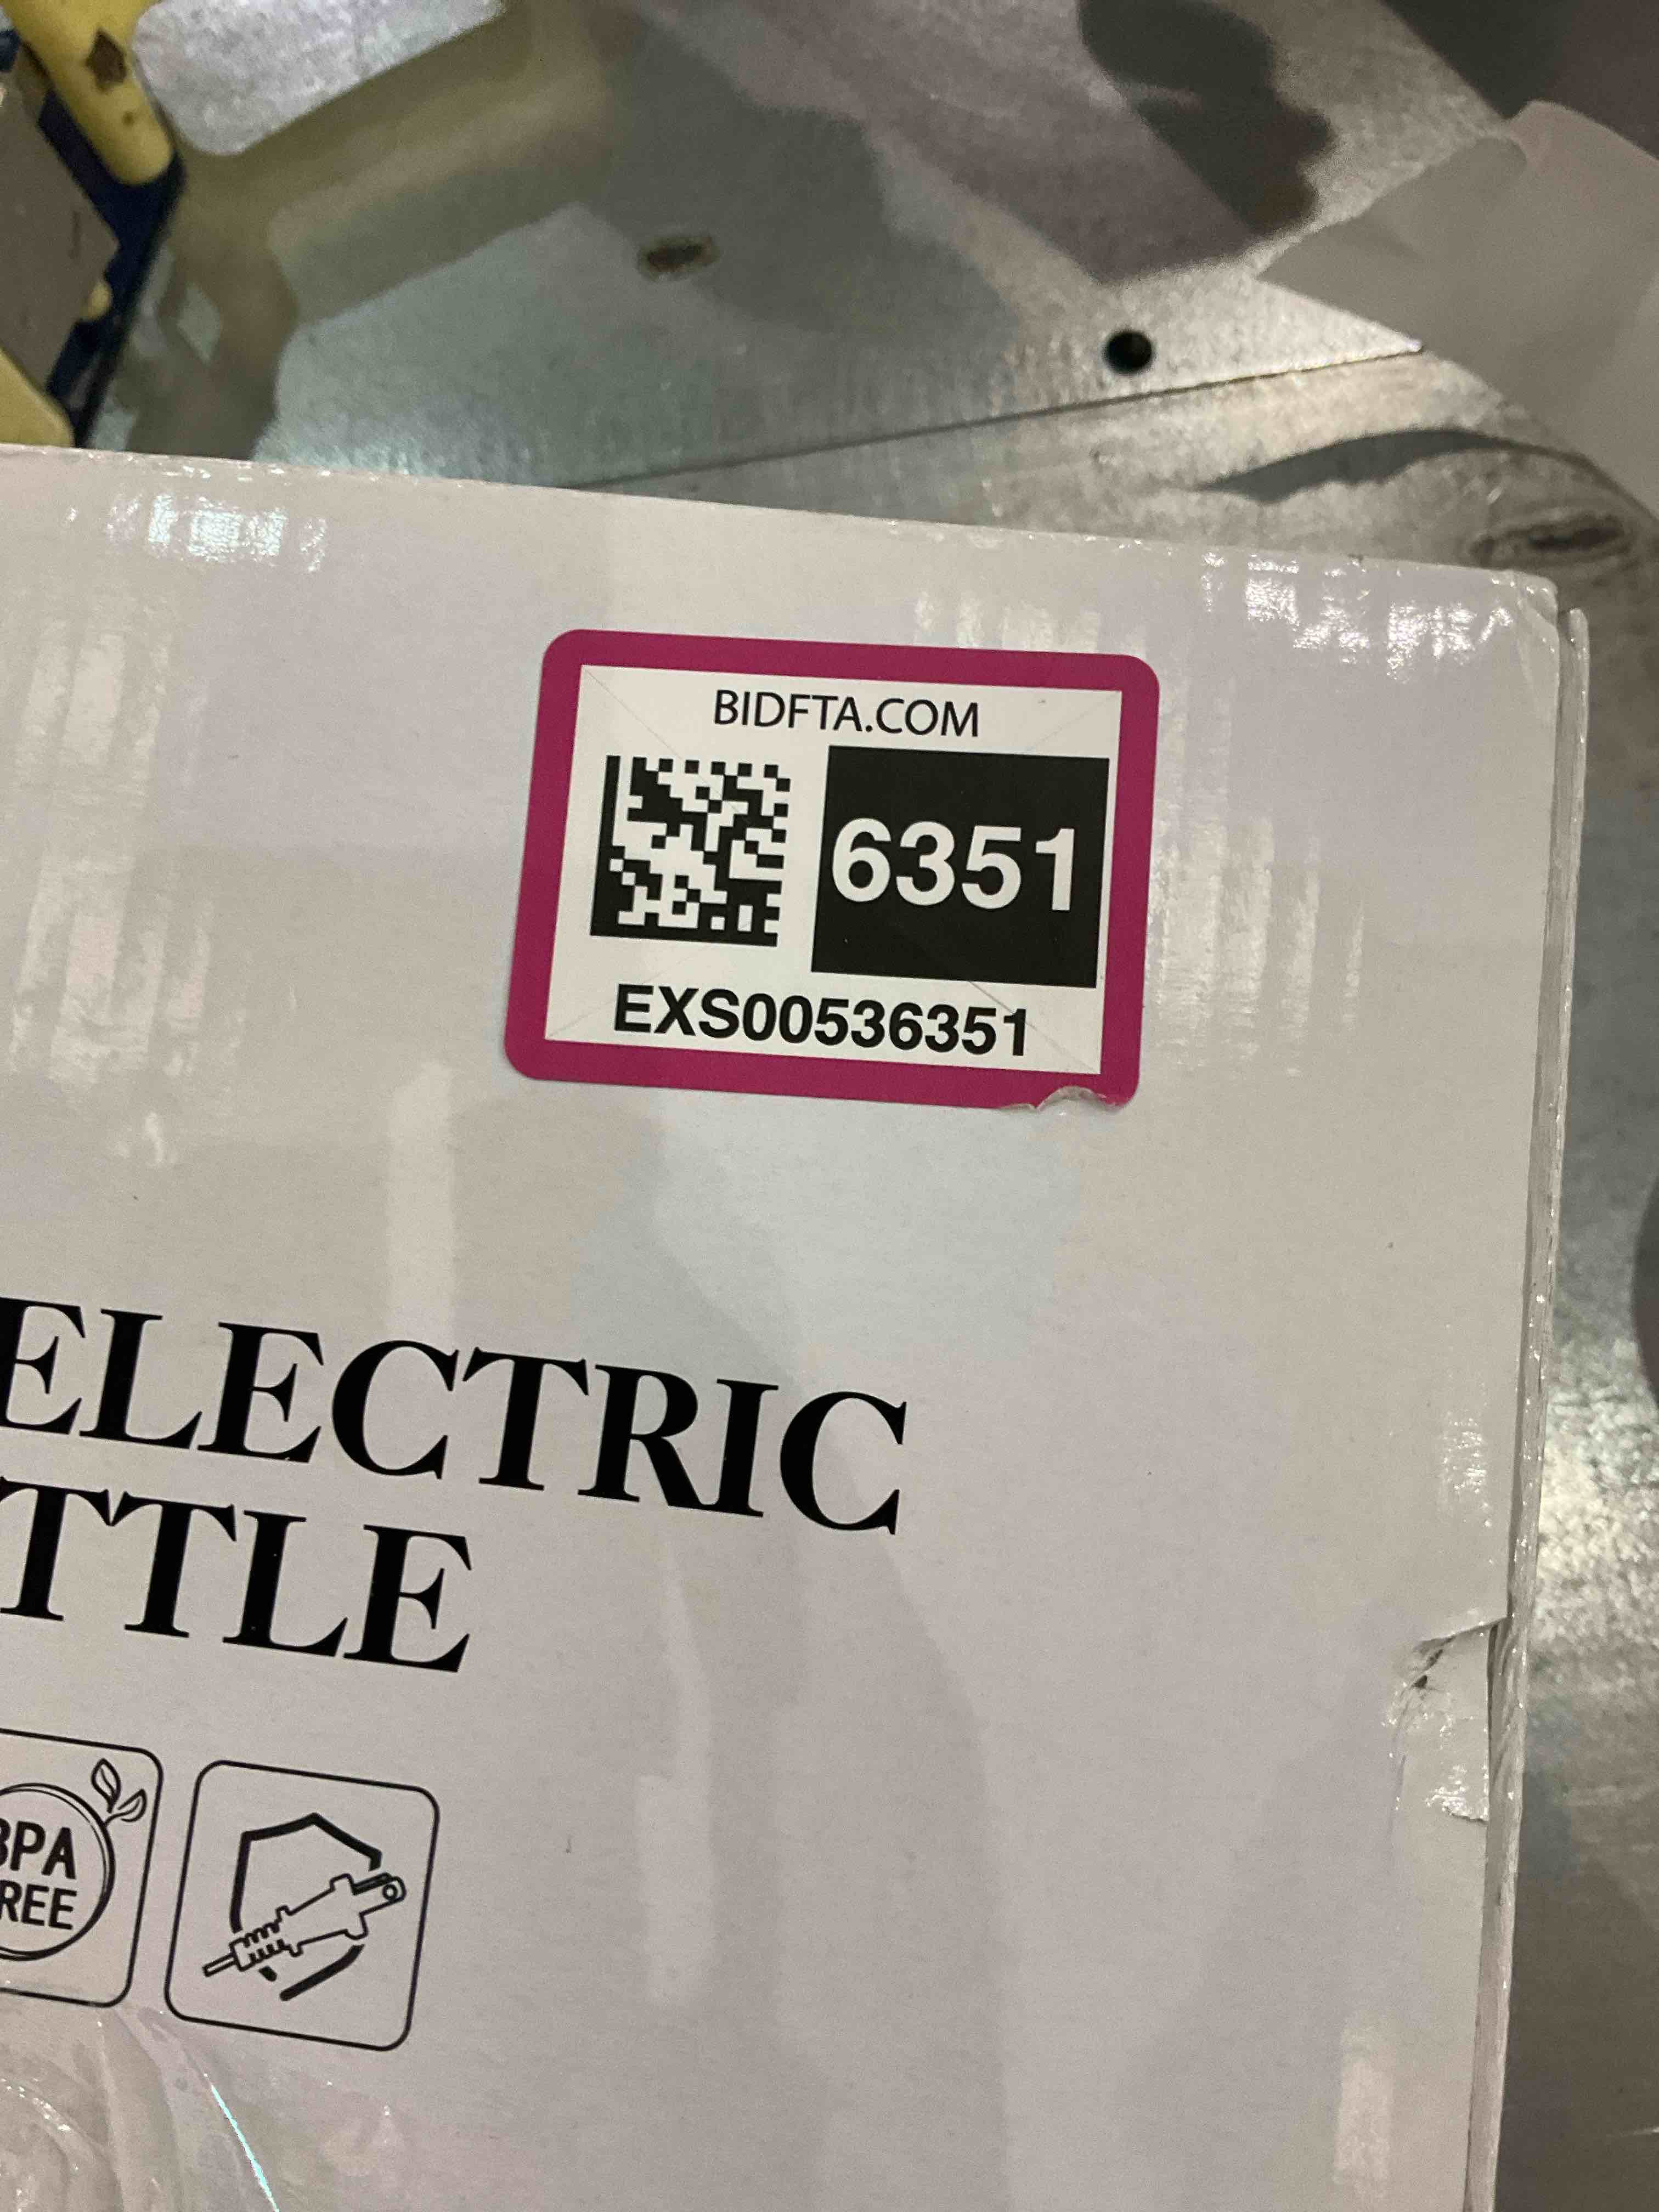 BIDFTA.COM
6351
EXS00536351
ELECTRIC
TTLE
BPA
REE